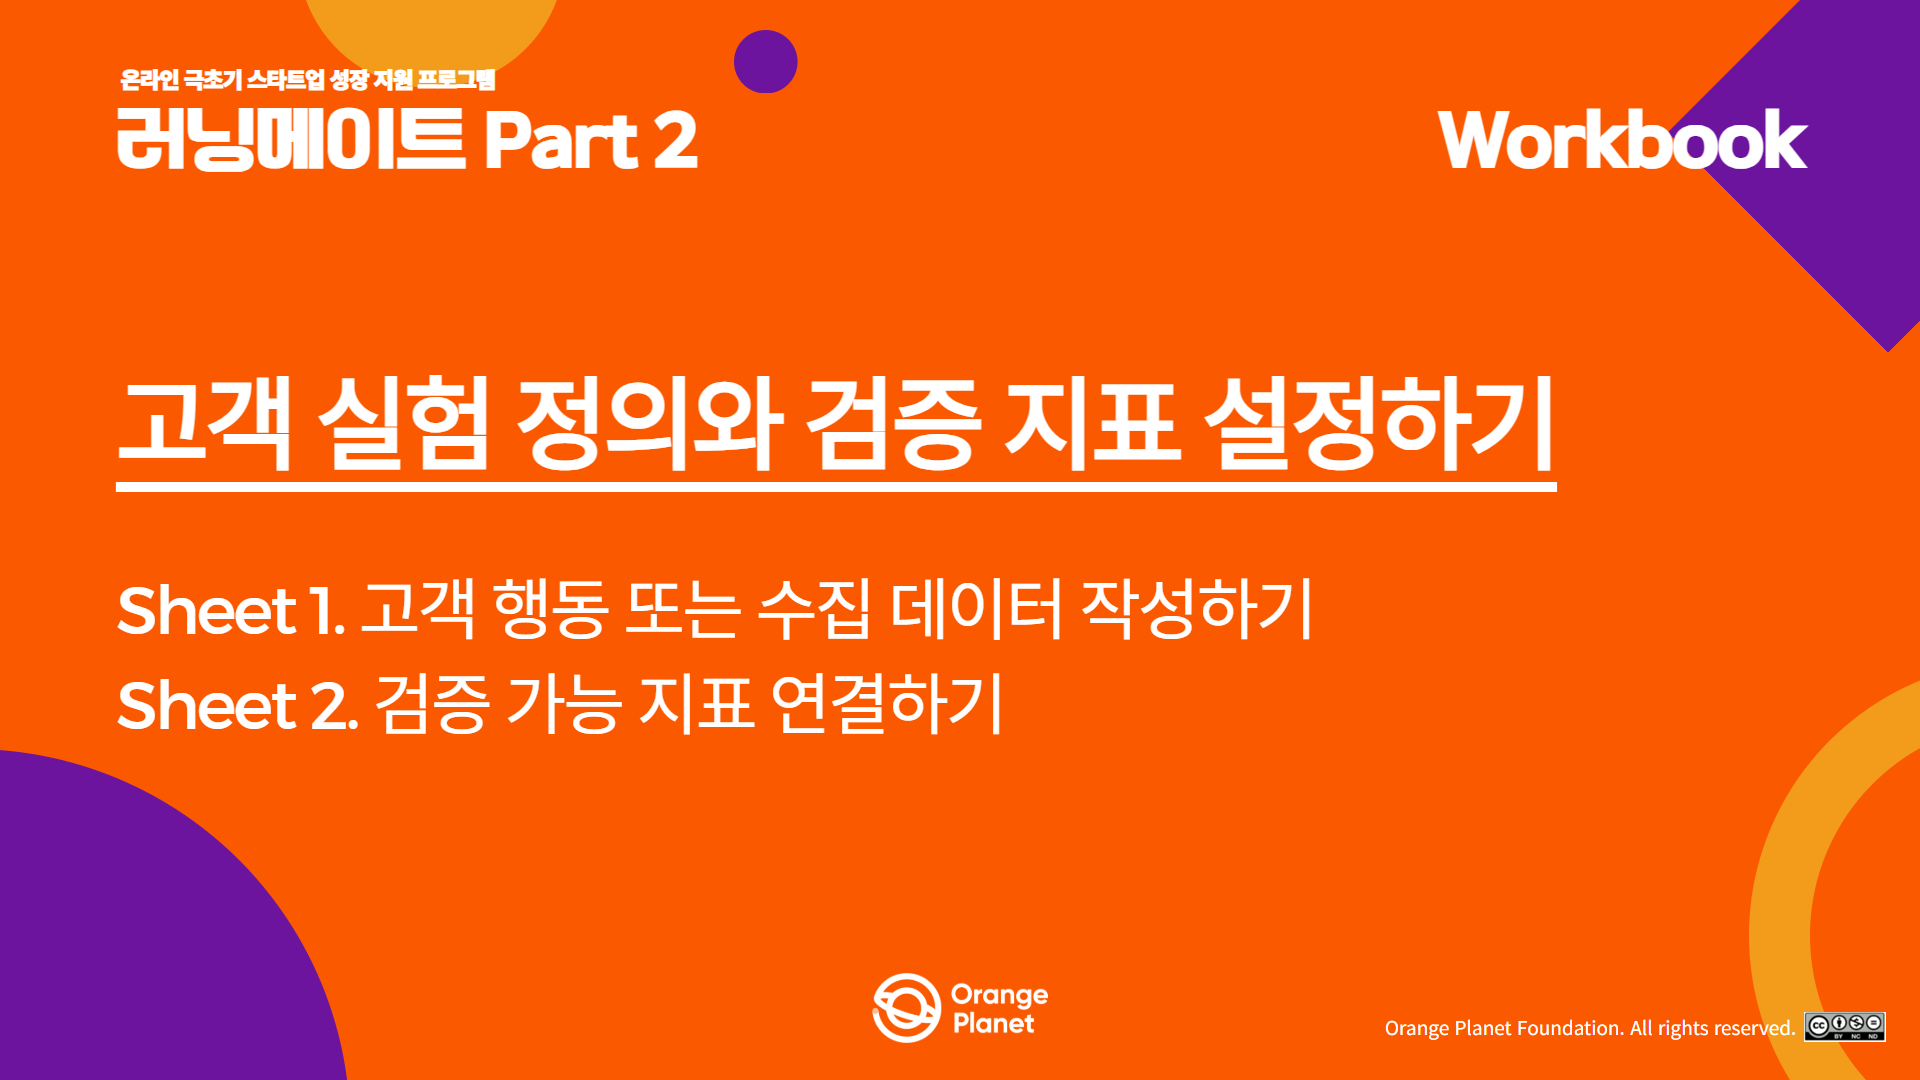 온라인 극초기 스타트업 성장 지원 프로그램
러닝메이트 Part 2
Workbook
고객 실험 정의와 검증 지표 설정하기
Sheet 1. 고객 행동 또는 수집 데이터 작성하기
Sheet 2. 검증 가능 지표 연결하기
Orange
Planet
Orange Planet Foundation. All rights reserved.
cc
BY NC ND